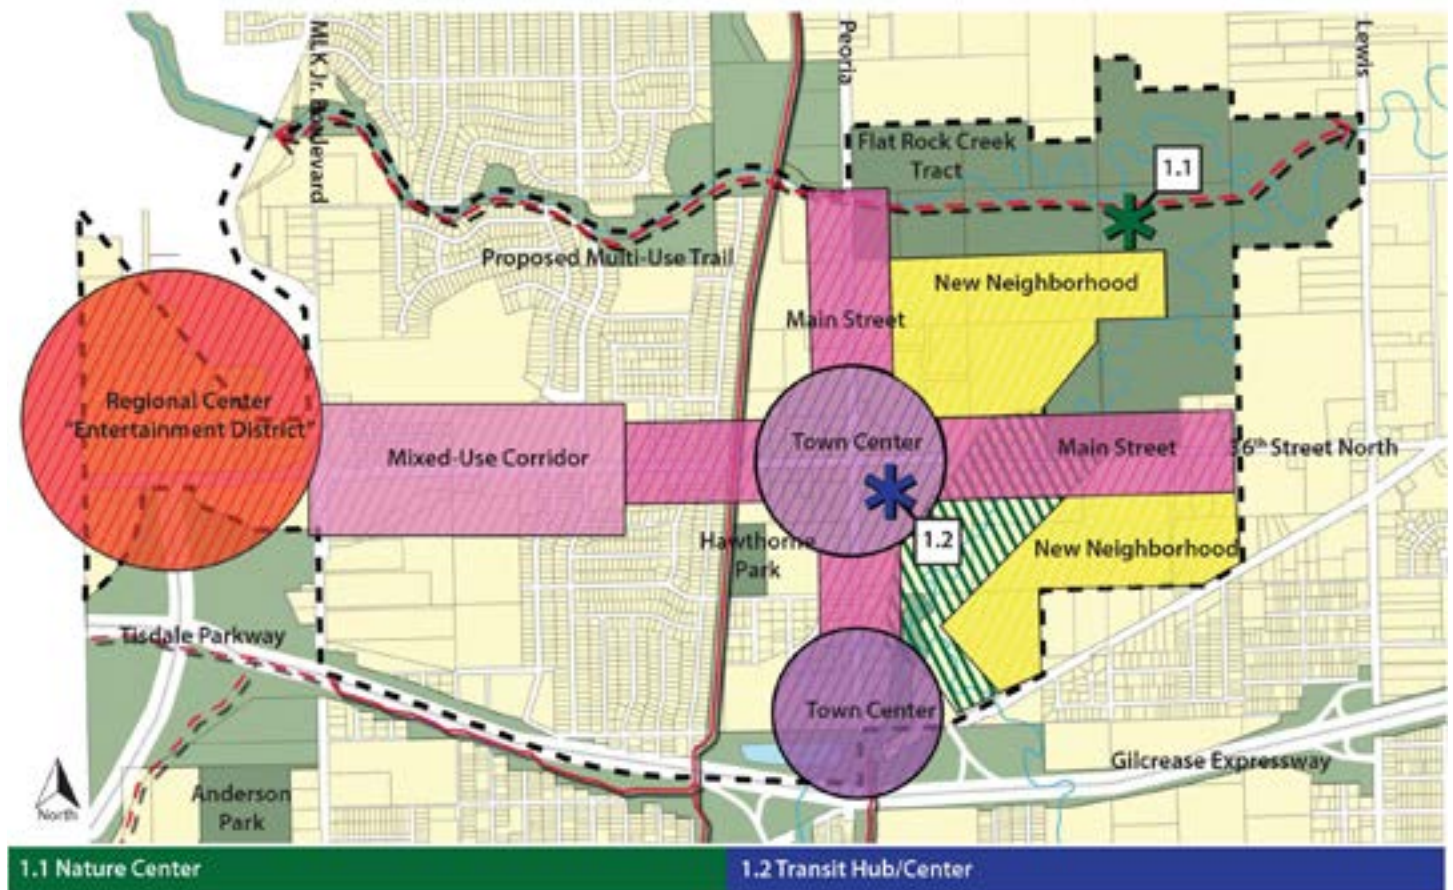 MLK Jr. Boulevard
Peoria
Lewis
Flat Rock Creek
Tract
1.1
Proposed Multi-Use Trail
New Neighborhood
Main Street
Regional Center
"Entertainment District"
Mixed-Use Corridor
Town Center
Main Street
36th Street North
1.2
Hawthorne
Park
New Neighborhood
Tisdale Parkway
Town Center
Gilcrease Expressway
Anderson
Park
North
1.1 Nature Center
1.2 Transit Hub/Center